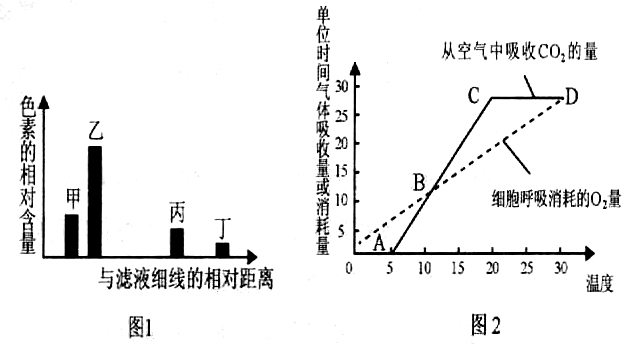 色素的相对含量
甲
乙
丙
丁
与滤液细线的相对距离
图1
单位时间气体吸收量或消耗量
从空气中吸收CO₂的量
30
25
20
15
10
5
A
B
C
D
细胞呼吸消耗的O₂量
0 5 10 15 20 25 30
温度
图2